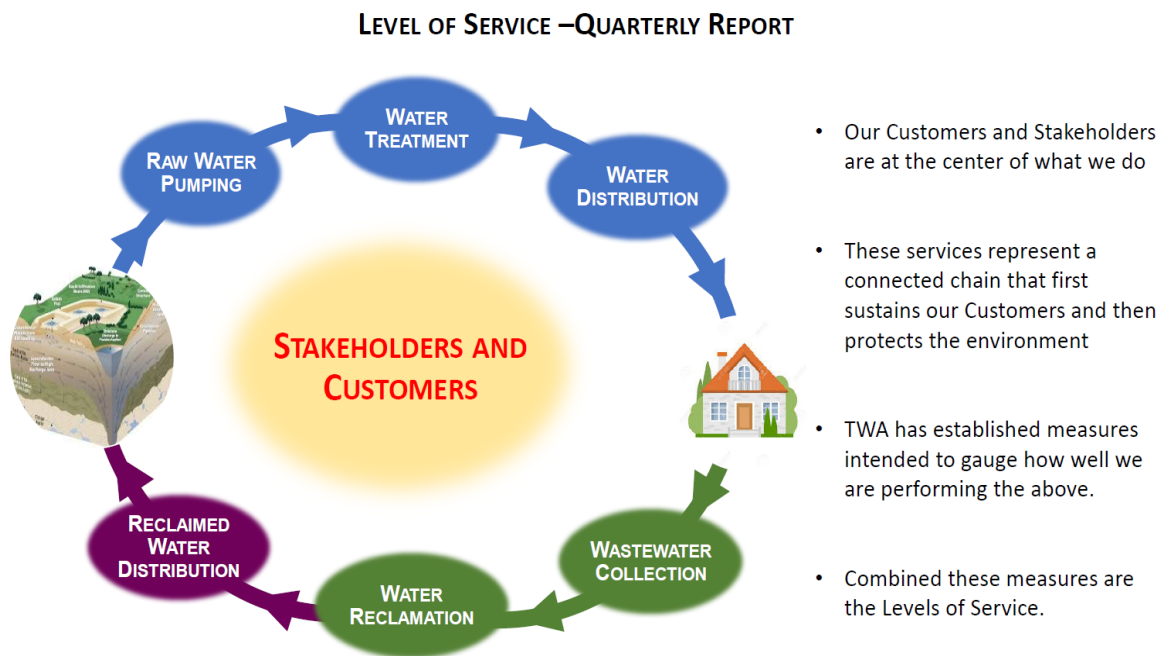 LEVEL OF SERVICE –QUARTERLY REPORT
WATER
TREATMENT
RAW WATER
PUMPING
WATER
DISTRIBUTION
STAKEHOLDERS AND
CUSTOMERS
RECLAIMED
WATER
DISTRIBUTION
WATER
RECLAMATION
WASTEWATER
COLLECTION
• Our Customers and Stakeholders
are at the center of what we do
• These services represent a
connected chain that first
sustains our Customers and then
protects the environment
• TWA has established measures
intended to gauge how well we
are performing the above.
• Combined these measures are
the Levels of Service.